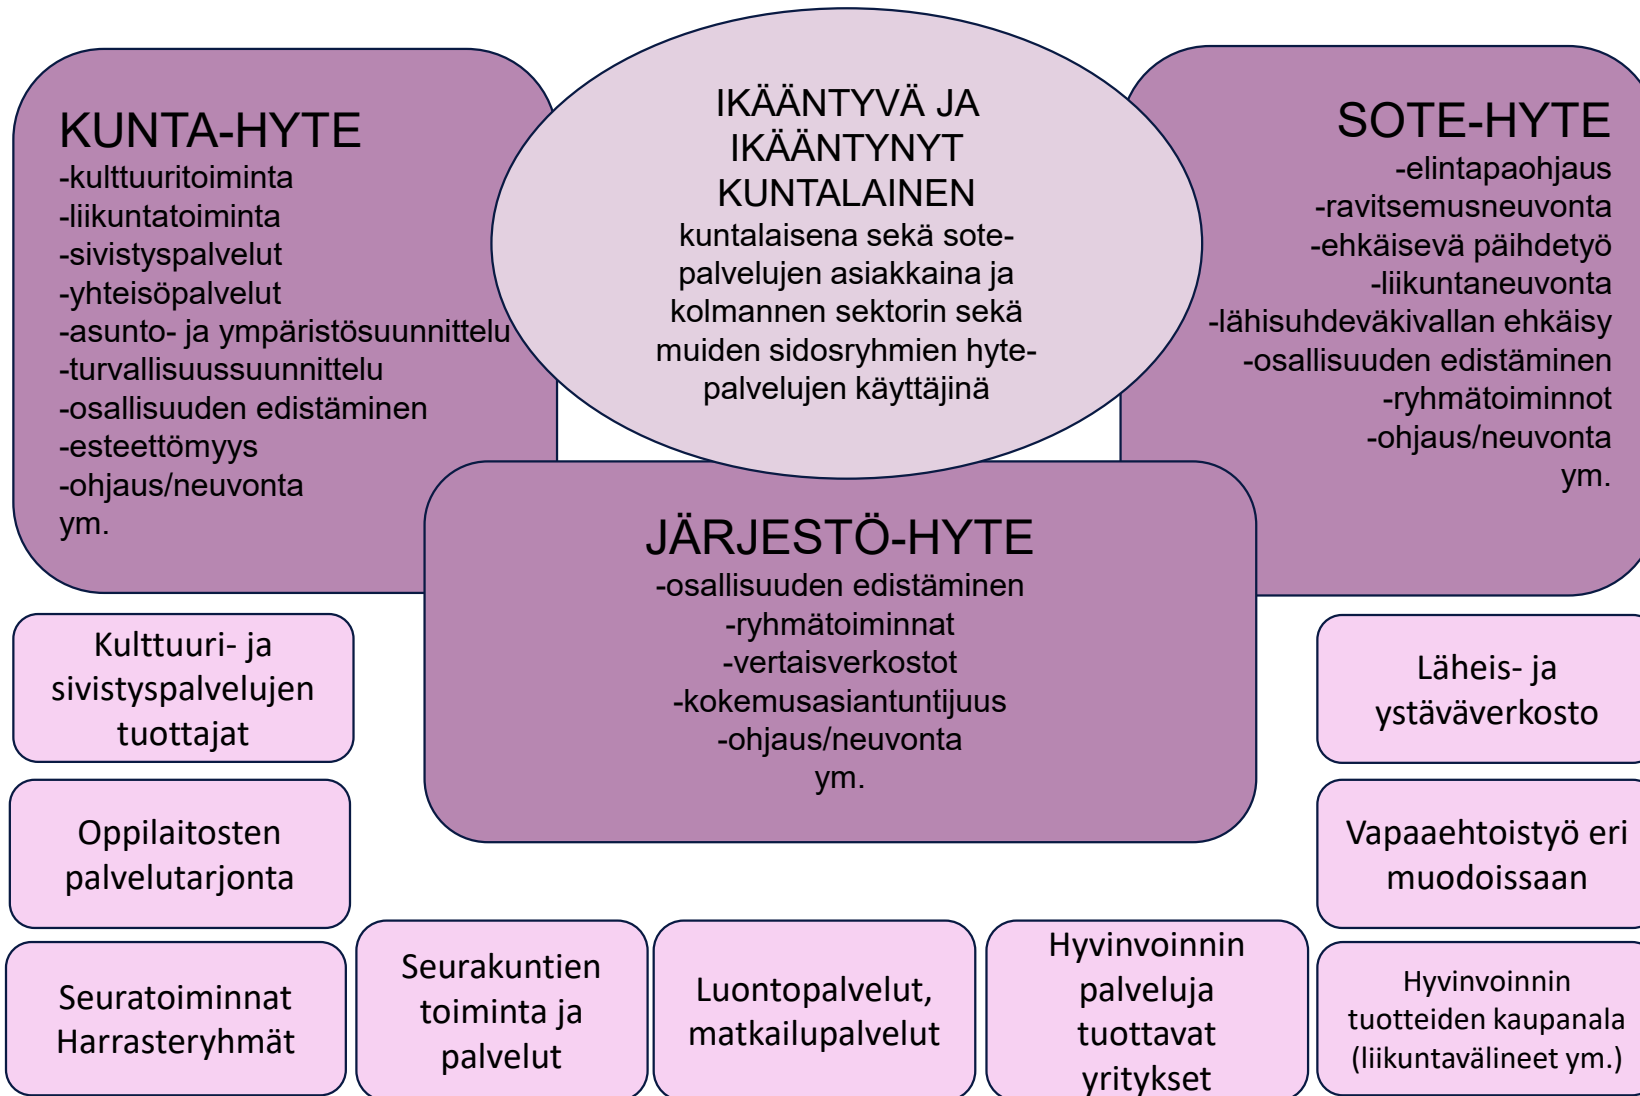 KUNTA-HYTE
-kulttuuritoiminta
-liikuntatoiminta
-sivistyspalvelut
-yhteisöpalvelut
-asunto- ja ympäristösuunnittelu
-turvallisuussuunnittelu
-osallisuuden edistäminen
-esteettömyys
-ohjaus/neuvonta
ym.
IKÄÄNTYVÄ JA
IKÄÄNTYNYT
KUNTALAINEN
kuntalaisena sekä sote-
palvelujen asiakkaina ja
kolmannen sektorin sekä
muiden sidosryhmien hyte-
palvelujen käyttäjinä
SOTE-HYTE
-elintapaohjaus
-ravitsemusneuvonta
-ehkäisevä päihdetyö
-liikuntaneuvonta
-lähisuhdeväkivallan ehkäisy
-osallisuuden edistäminen
-ryhmätoiminnot
-ohjaus/neuvonta
ym.
JÄRJESTÖ-HYTE
-osallisuuden edistäminen
-ryhmätoiminnat
-vertaisverkostot
-kokemusasiantuntijuus
-ohjaus/neuvonta
ym.
Kulttuuri- ja
sivistyspalvelujen
tuottajat
Läheis- ja
ystäväverkosto
Oppilaitosten
palvelutarjonta
Vapaaehtoistyö eri
muodoissaan
Seuratoiminnat
Harrasteryhmät
Seurakuntien
toiminta ja
palvelut
Luontopalvelut,
matkailupalvelut
Hyvinvoinnin
palveluja
tuottavat
yritykset
Hyvinvoinnin
tuotteiden kaupanala
(liikuntavälineet ym.)